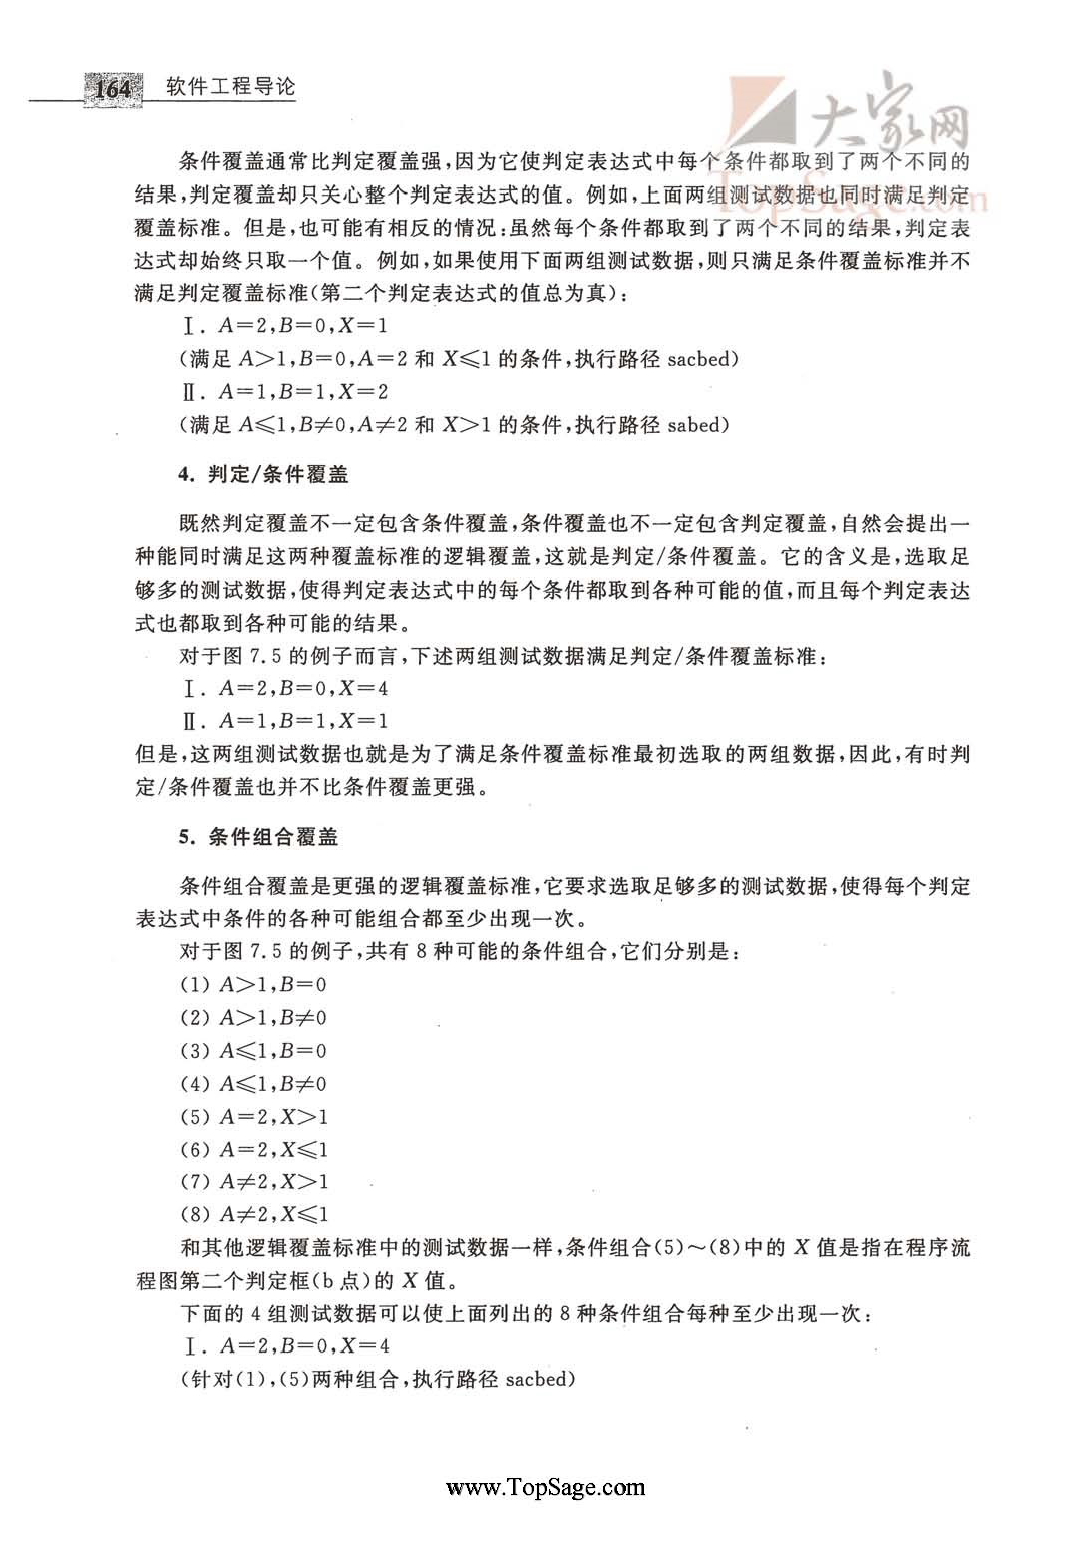 164 软件工程导论
大家网
TopSage.com
条件覆盖通常比判定覆盖强,因为它使判定表达式中每个条件都取到了两个不同的
结果,判定覆盖却只关心整个判定表达式的值。例如,上面两组测试数据也同时满足判定
覆盖标准。但是,也可能有相反的情况:虽然每个条件都取到了两个不同的结果,判定表
达式却始终只取一个值。例如,如果使用下面两组测试数据,则只满足条件覆盖标准并不
满足判定覆盖标准(第二个判定表达式的值总为真):
Ⅰ. A=2,B=0,X=1
(满足 A>1,B=0,A=2 和 X≤1 的条件,执行路径 sacbed)
Ⅱ. A=1,B=1,X=2
(满足 A≤1,B≠0,A≠2 和 X>1 的条件,执行路径 sabed)
4. 判定/条件覆盖
既然判定覆盖不一定包含条件覆盖,条件覆盖也不一定包含判定覆盖,自然会提出一
种能同时满足这两种覆盖标准的逻辑覆盖,这就是判定/条件覆盖。它的含义是,选取足
够多的测试数据,使得判定表达式中的每个条件都取到各种可能的值,而且每个判定表达
式也都取到各种可能的结果。
对于图 7.5 的例子而言,下述两组测试数据满足判定/条件覆盖标准:
Ⅰ. A=2,B=0,X=4
Ⅱ. A=1,B=1,X=1
但是,这两组测试数据也就是为了满足条件覆盖标准最初选取的两组数据,因此,有时判
定/条件覆盖也并不比条件覆盖更强。
5. 条件组合覆盖
条件组合覆盖是更强的逻辑覆盖标准,它要求选取足够多的测试数据,使得每个判定
表达式中条件的各种可能组合都至少出现一次。
对于图 7.5 的例子,共有 8 种可能的条件组合,它们分别是:
(1) A>1,B=0
(2) A>1,B≠0
(3) A≤1,B=0
(4) A≤1,B≠0
(5) A=2,X>1
(6) A=2,X≤1
(7) A≠2,X>1
(8) A≠2,X≤1
和其他逻辑覆盖标准中的测试数据一样,条件组合(5)~(8)中的 X 值是指在程序流
程图第二个判定框(b 点)的 X 值。
下面的 4 组测试数据可以使上面列出的 8 种条件组合每种至少出现一次:
Ⅰ. A=2,B=0,X=4
(针对(1),(5)两种组合,执行路径 sacbed)
www.TopSage.com